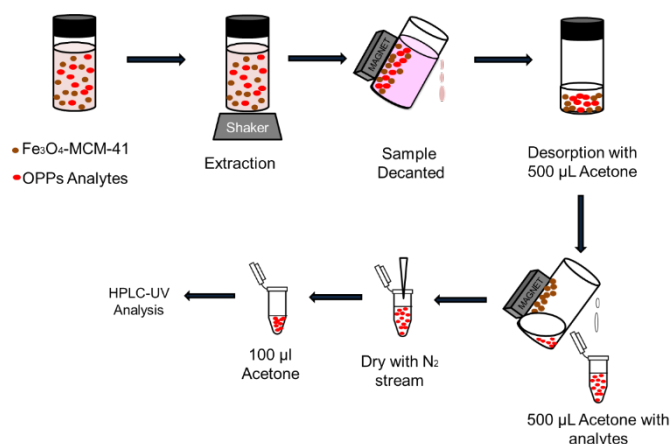 Fe₃O₄-MCM-41
OPPs Analytes
Shaker
Extraction
MAGNET
Sample
Decanted
Desorption with
500 µL Acetone
MAGNET
500 µL Acetone with
analytes
Dry with N₂
stream
100 µl
Acetone
HPLC-UV
Analysis